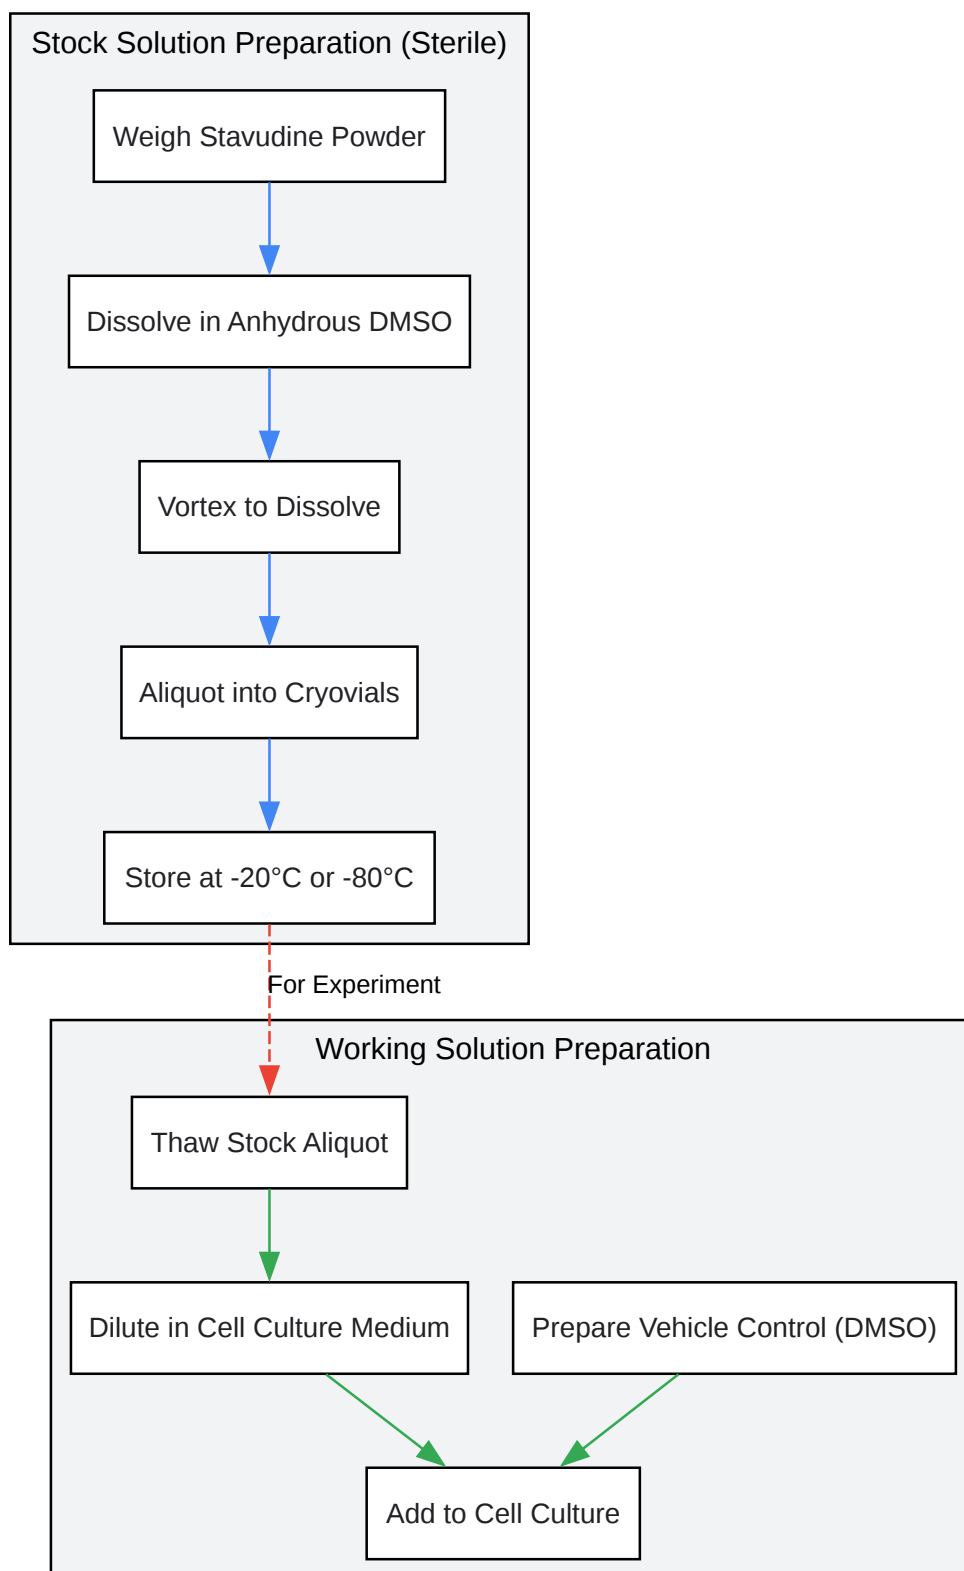 Stock Solution Preparation (Sterile)
Weigh Stavudine Powder
Dissolve in Anhydrous DMSO
Vortex to Dissolve
Aliquot into Cryovials
Store at -20°C or -80°C
For Experiment
Working Solution Preparation
Thaw Stock Aliquot
Dilute in Cell Culture Medium
Prepare Vehicle Control (DMSO)
Add to Cell Culture